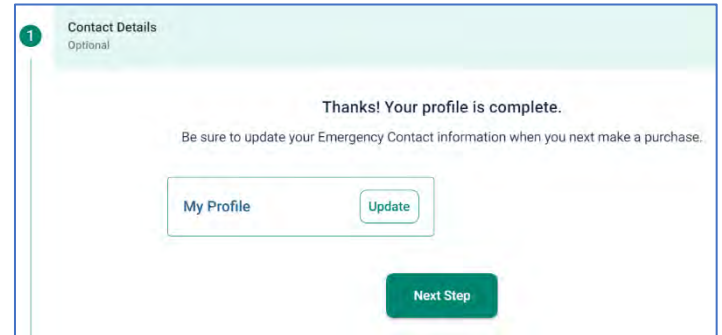 1
Contact Details
Optional
Thanks! Your profile is complete.
Be sure to update your Emergency Contact information when you next make a purchase.
My Profile
Update
Next Step